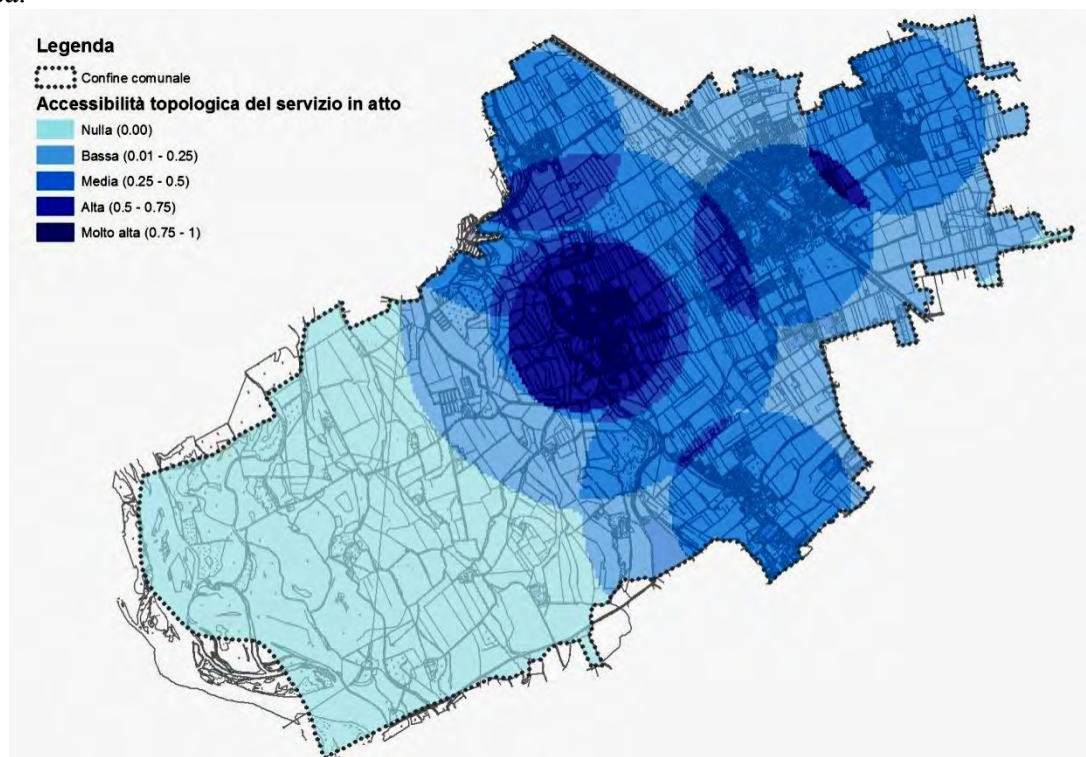 Legenda
Confine comunale
Accessibilità topologica del servizio in atto
Nulla (0.00)
Bassa (0.01 - 0.25)
Media (0.25 - 0.5)
Alta (0.5 - 0.75)
Molto alta (0.75 - 1)